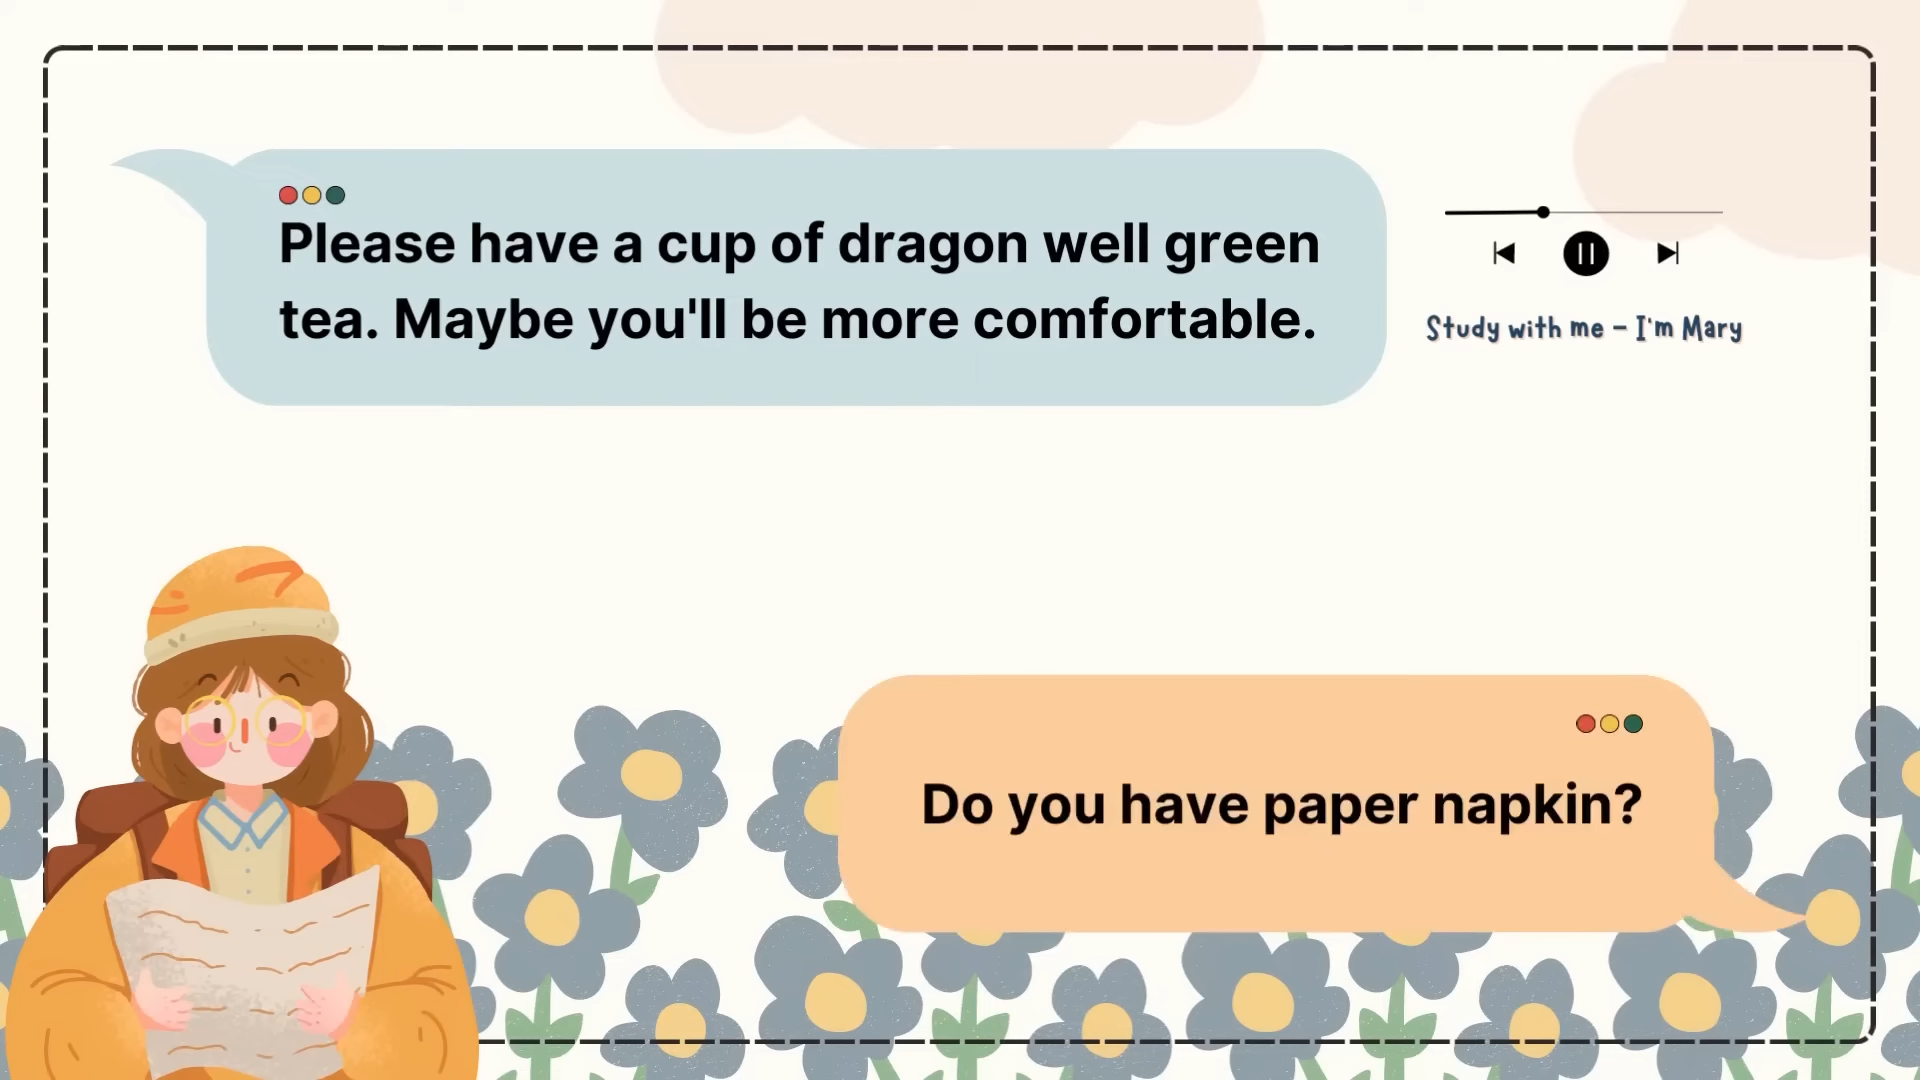 Please have a cup of dragon well green
tea. Maybe you'll be more comfortable.
Study with me - I'm Mary
Do you have paper napkin?